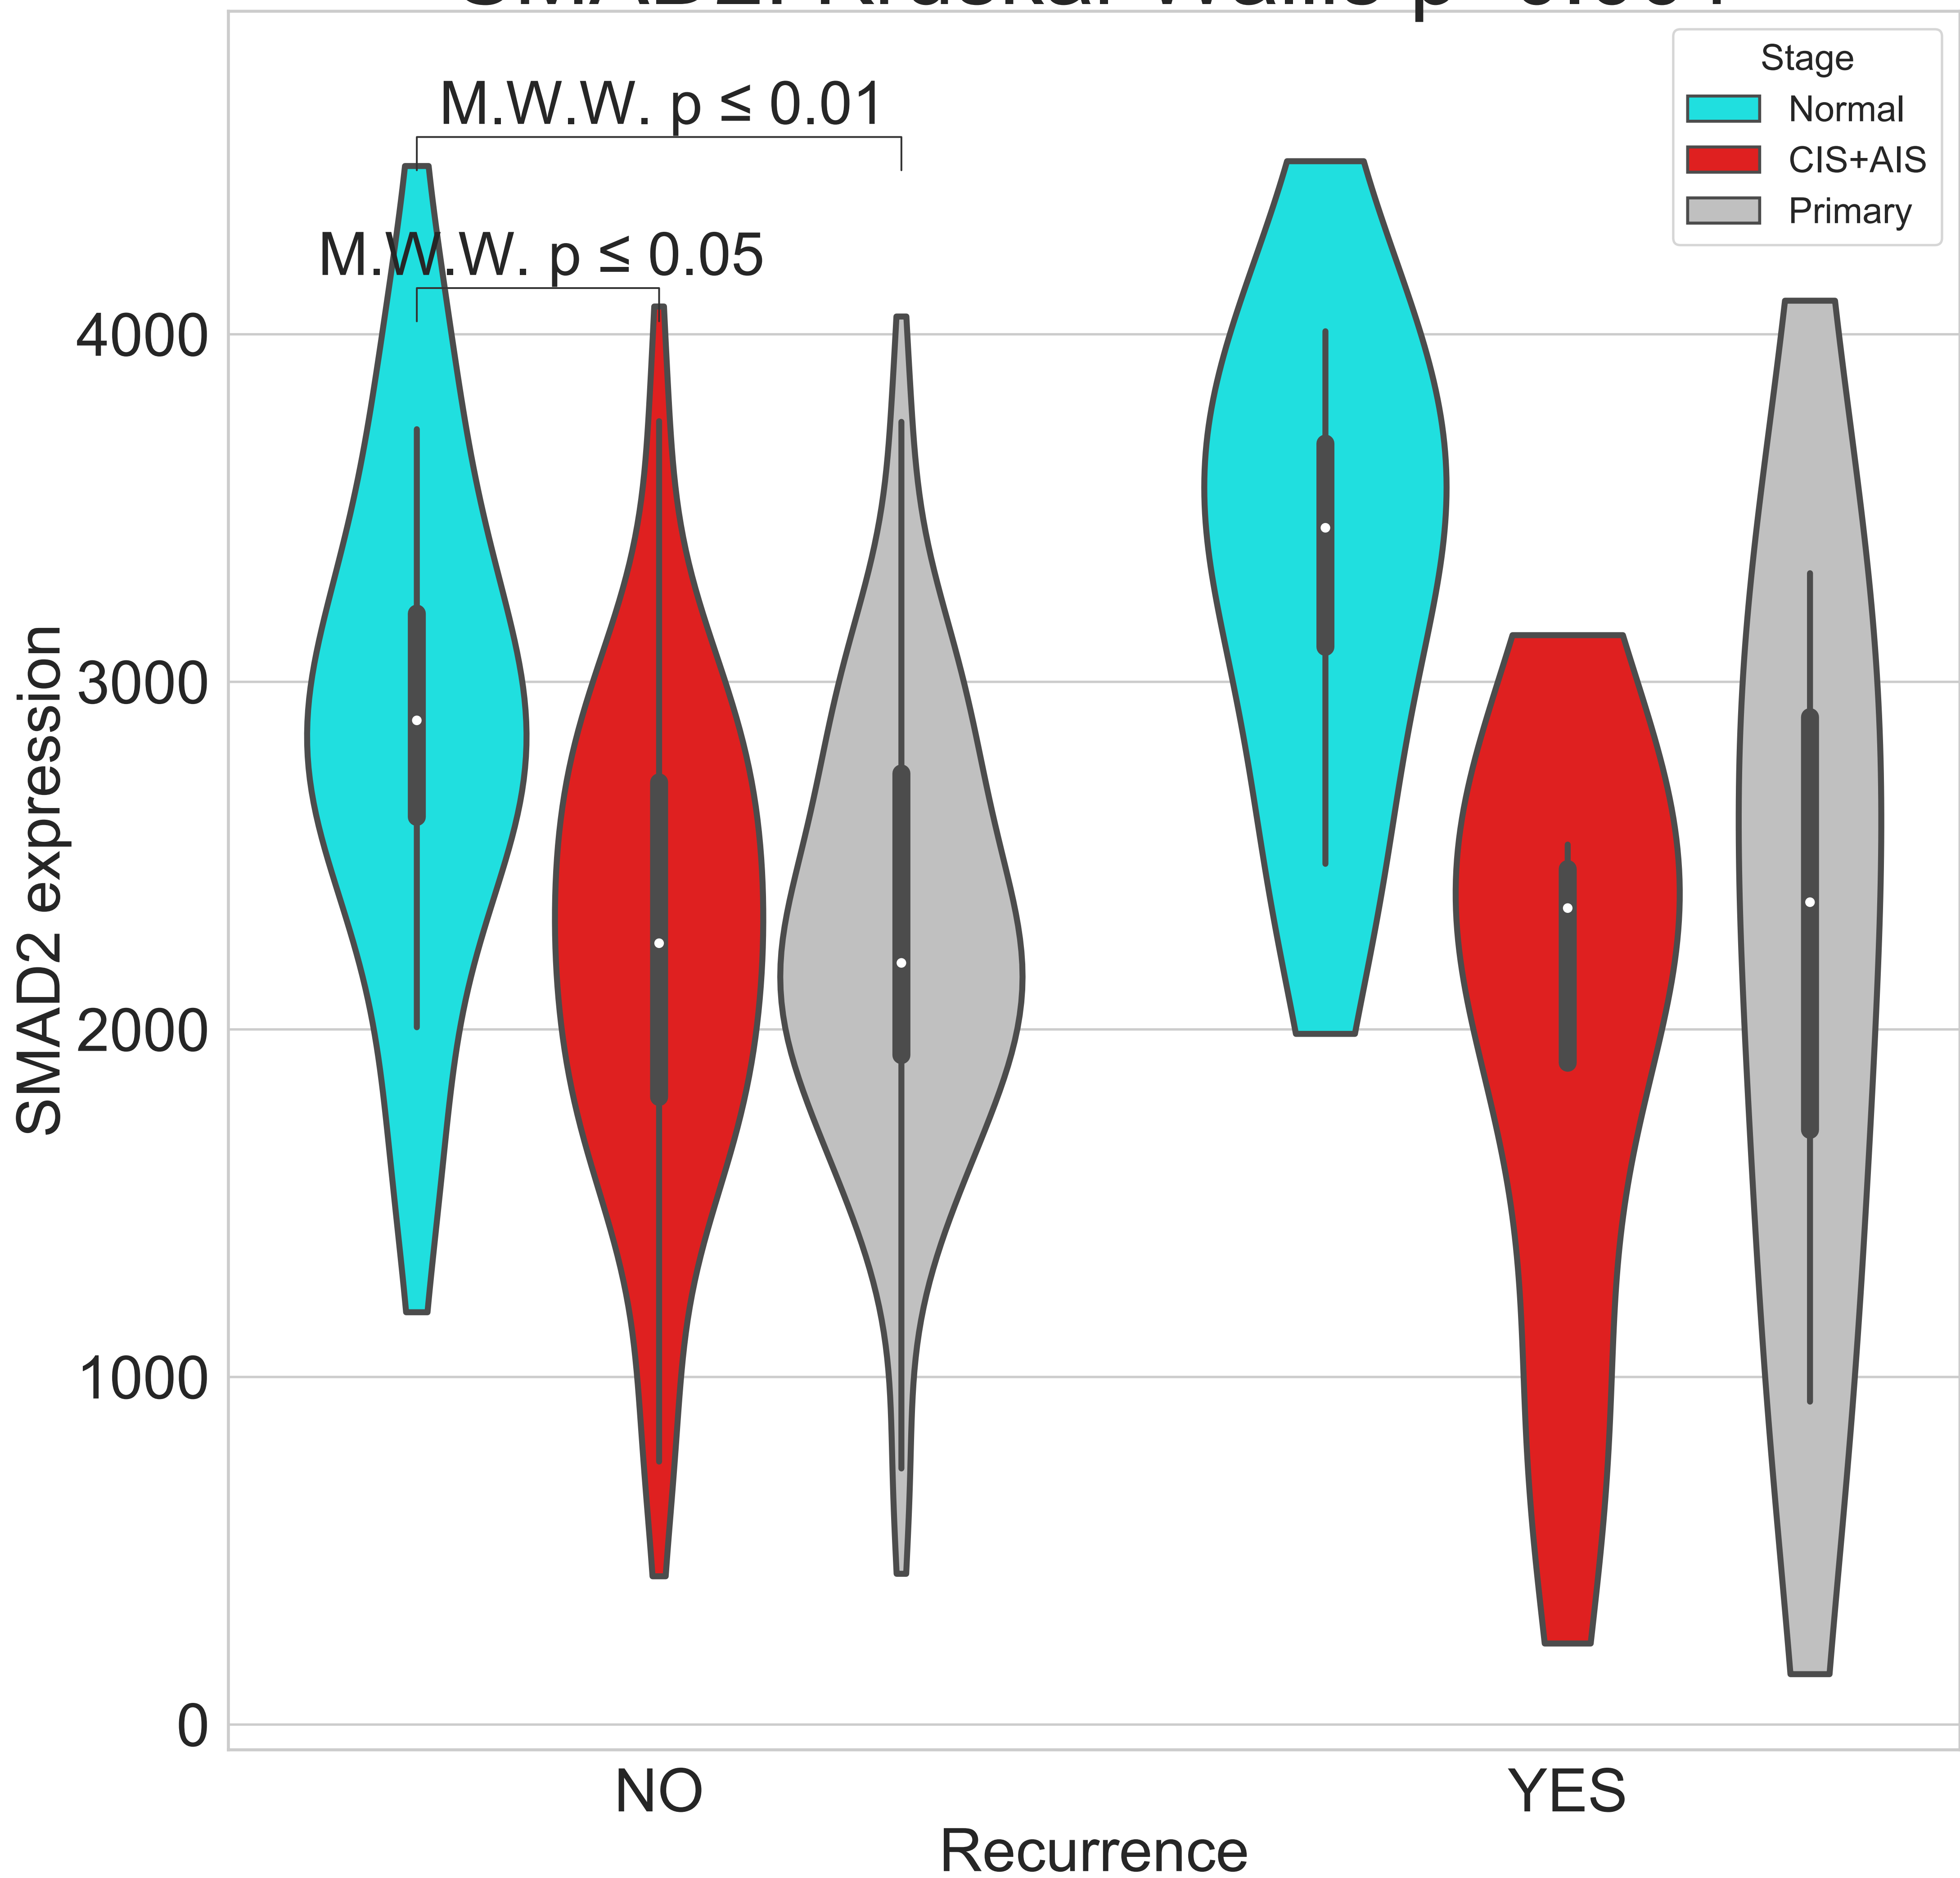 M.W.W. p ≤ 0.01
M.W.W. p ≤ 0.05
Stage
Normal
CIS+AIS
Primary
SMAD2 expression
4000
3000
2000
1000
0
NO
YES
Recurrence